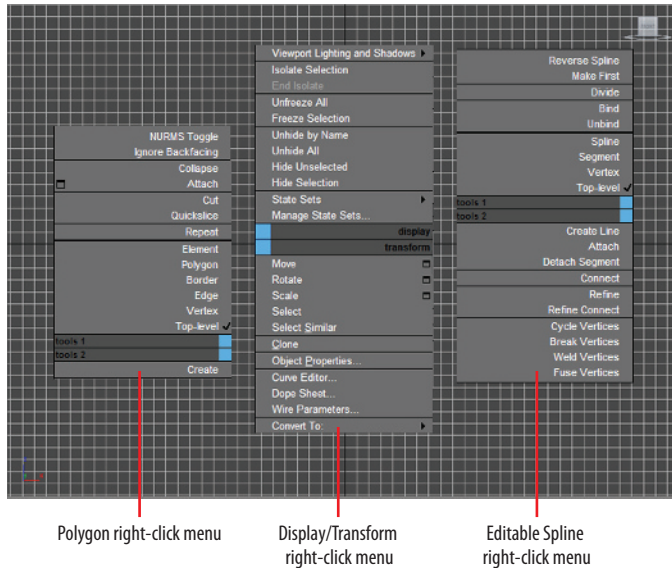 NURMS Toggle
Ignore Backfacing
Collapse
Attach
Cut
Quickslice
Repeat
Element
Polygon
Border
Edge
Vertex
Top-level
tools 1
tools 2
Create
Viewport Lighting and Shadows
Isolate Selection
End Isolate
Unfreeze All
Freeze Selection
Unhide by Name
Unhide All
Hide Unselected
Hide Selection
State Sets
Manage State Sets...
display
transform
Move
Rotate
Scale
Select
Select Similar
Clone
Object Properties...
Curve Editor...
Dope Sheet...
Wire Parameters...
Convert To:
Reverse Spline
Make First
Divide
Bind
Unbind
Spline
Segment
Vertex
Top-level
tools 1
tools 2
Create Line
Attach
Detach Segment
Connect
Refine
Refine Connect
Cycle Vertices
Break Vertices
Weld Vertices
Fuse Vertices
Polygon right-click menu
Display/Transform
right-click menu
Editable Spline
right-click menu